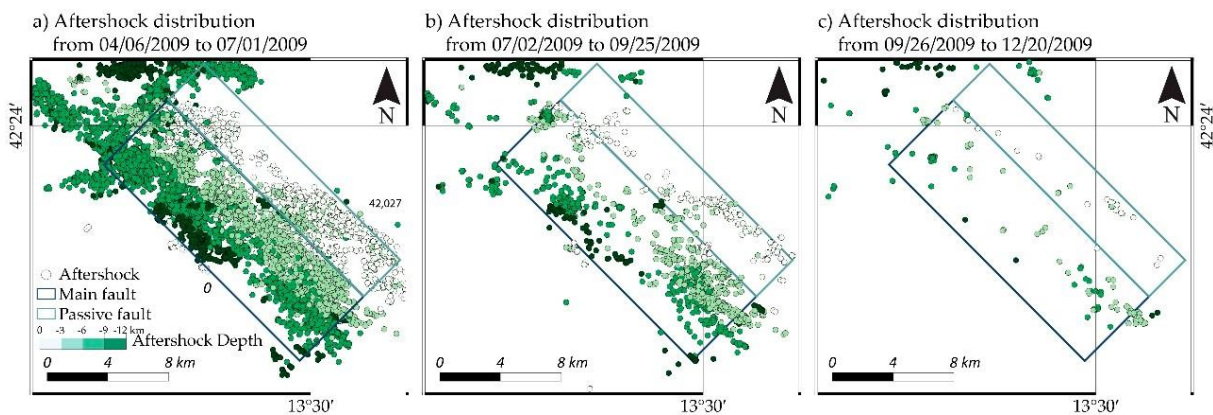 a) Aftershock distribution
from 04/06/2009 to 07/01/2009
b) Aftershock distribution
from 07/02/2009 to 09/25/2009
c) Aftershock distribution
from 09/26/2009 to 12/20/2009
N
N
N
42°24′
42°24′
42,027
0
Aftershock
Main fault
Passive fault
0 -3 -6 -9 -12 km
Aftershock Depth
0 4 8 km
0 4 8 km
0 4 8 km
13°30′
13°30′
13°30′